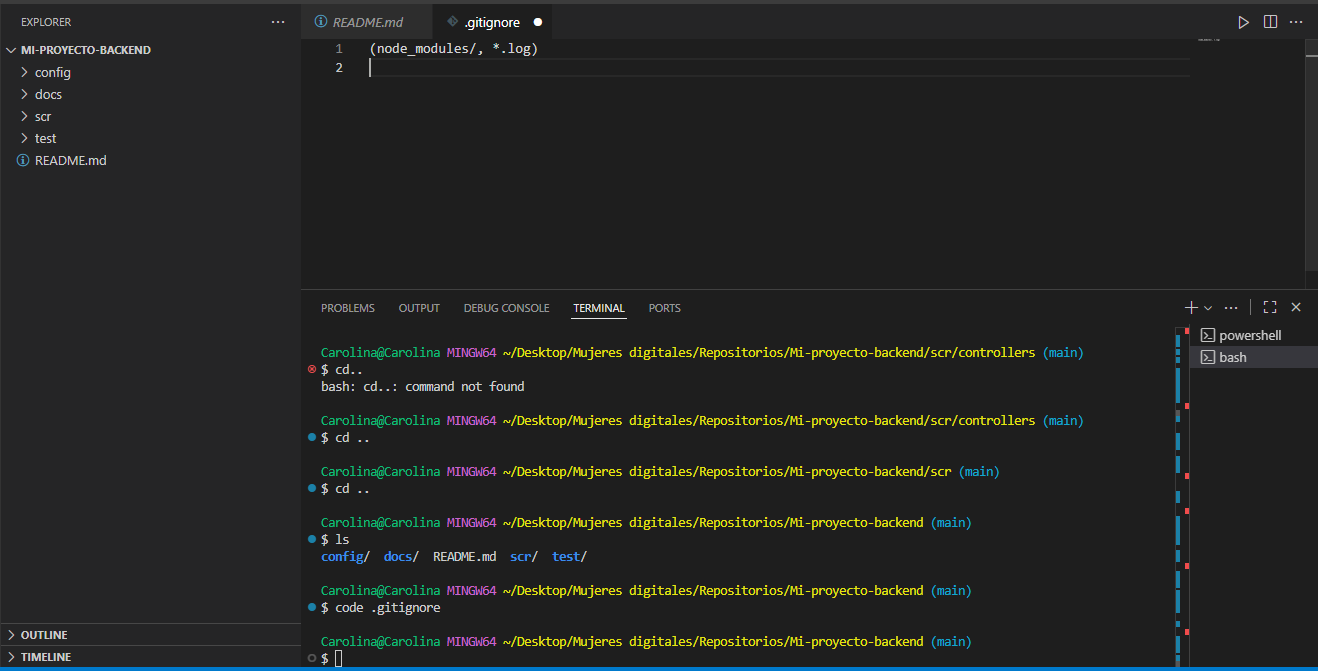 EXPLORER
MI-PROYECTO-BACKEND
config
docs
scr
test
README.md
OUTLINE
TIMELINE
README.md
.gitignore
1 (node_modules/, *.log)
2
PROBLEMS OUTPUT DEBUG CONSOLE TERMINAL PORTS
Carolina@Carolina MINGW64 ~/Desktop/Mujeres digitales/Repositorios/Mi-proyecto-backend/scr/controllers (main)
$ cd..
bash: cd..: command not found
Carolina@Carolina MINGW64 ~/Desktop/Mujeres digitales/Repositorios/Mi-proyecto-backend/scr/controllers (main)
$ cd ..
Carolina@Carolina MINGW64 ~/Desktop/Mujeres digitales/Repositorios/Mi-proyecto-backend/scr (main)
$ cd ..
Carolina@Carolina MINGW64 ~/Desktop/Mujeres digitales/Repositorios/Mi-proyecto-backend (main)
$ ls
config/ docs/ README.md scr/ test/
Carolina@Carolina MINGW64 ~/Desktop/Mujeres digitales/Repositorios/Mi-proyecto-backend (main)
$ code .gitignore
Carolina@Carolina MINGW64 ~/Desktop/Mujeres digitales/Repositorios/Mi-proyecto-backend (main)
$
powershell
bash